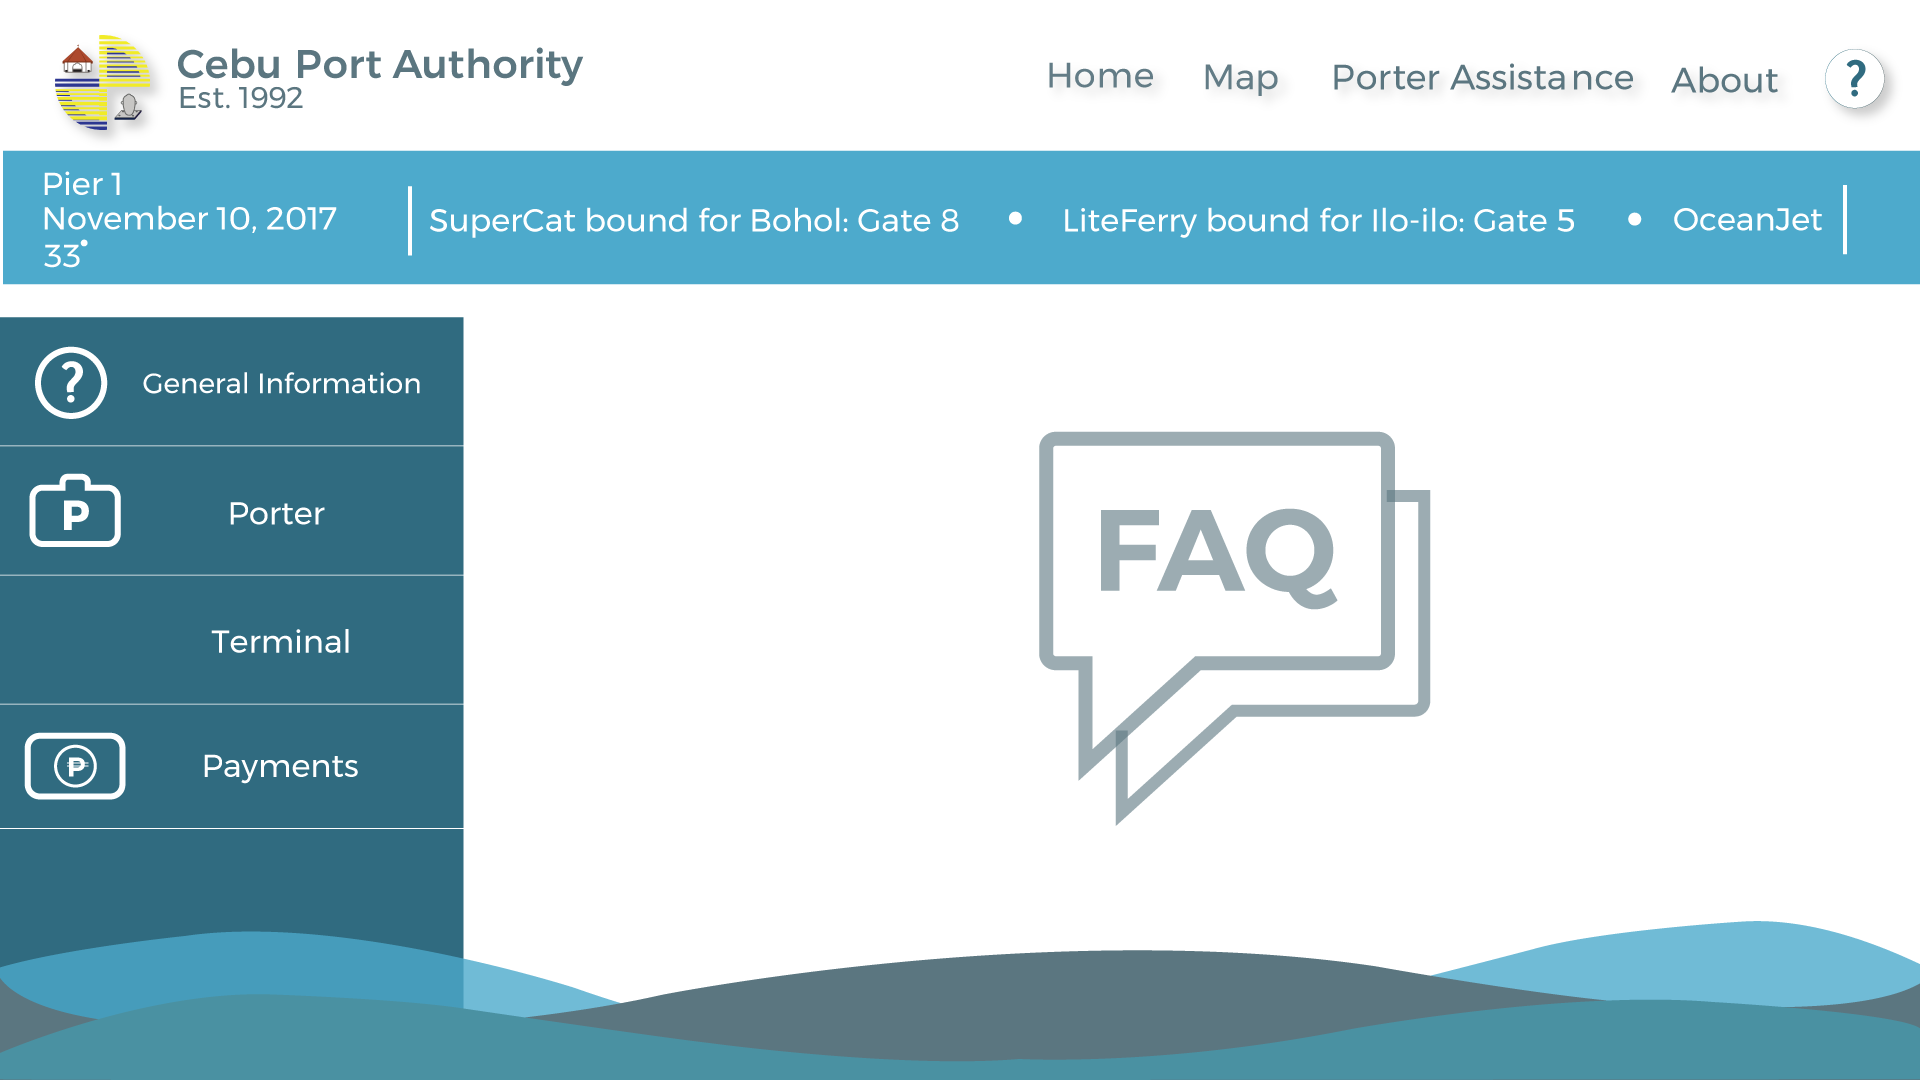 Cebu Port Authority
Est. 1992
Home Map Porter Assistance About ?
Pier 1
November 10, 2017
33°
SuperCat bound for Bohol: Gate 8 • LiteFerry bound for Ilo-ilo: Gate 5 • OceanJet
? General Information
P Porter
Terminal
₱ Payments
FAQ